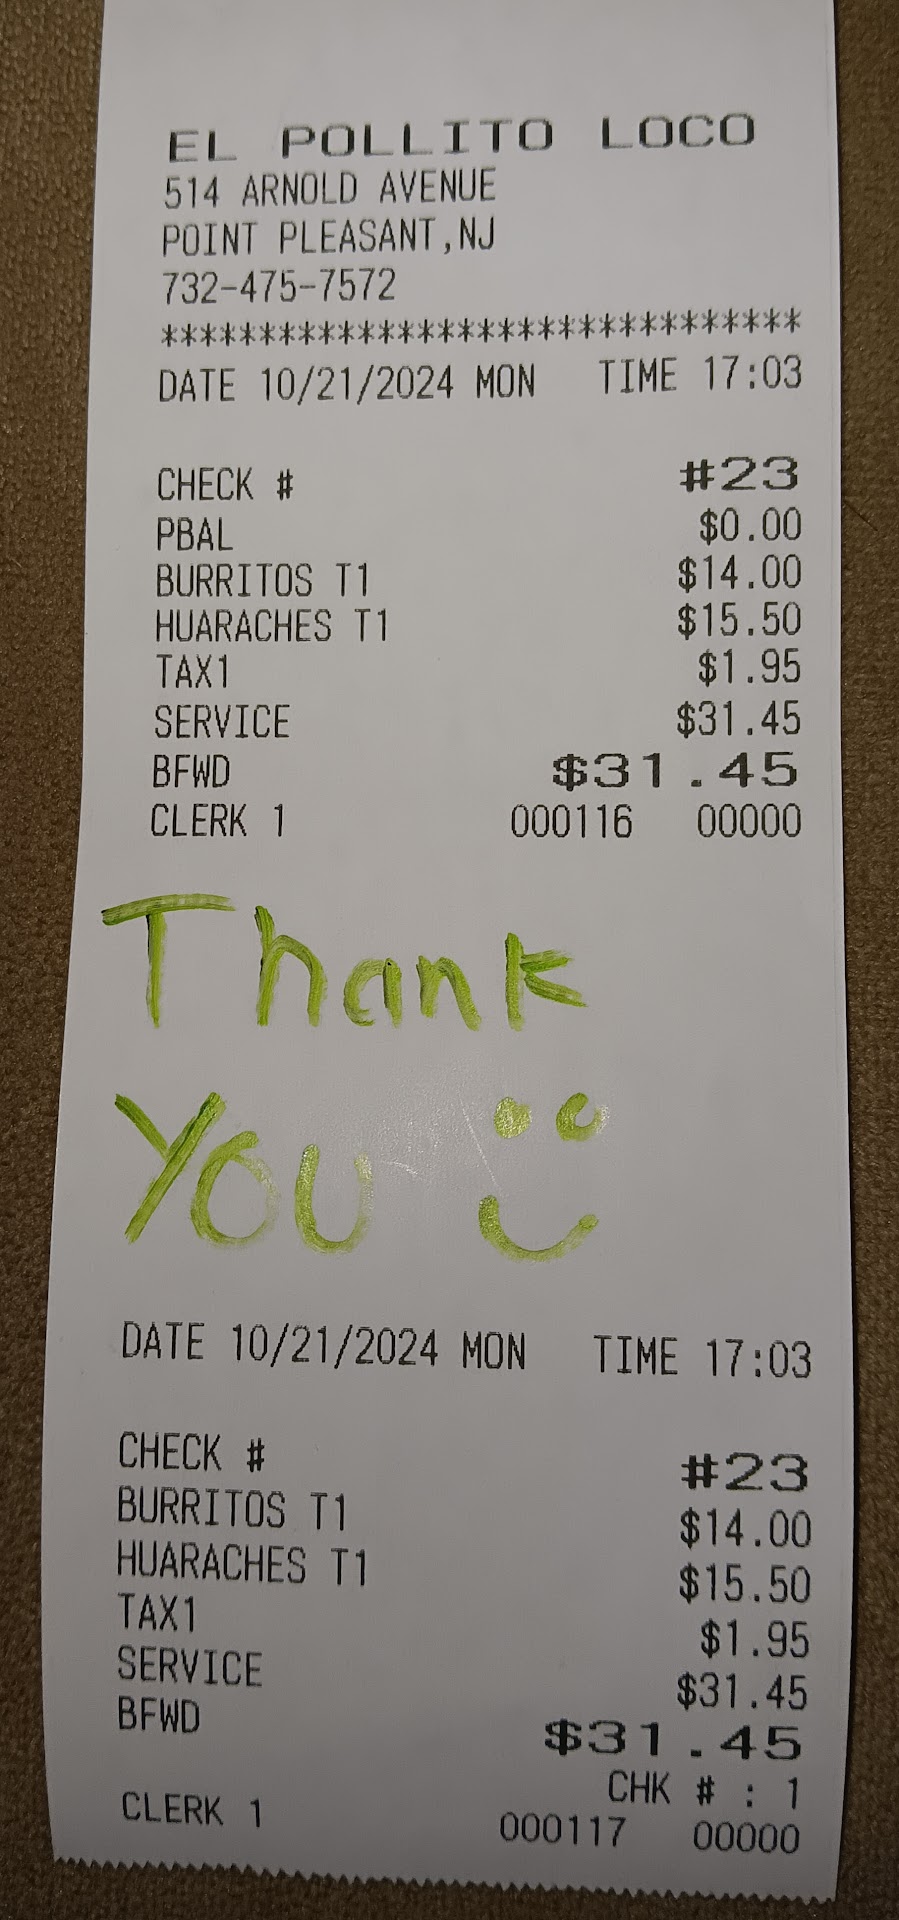 EL POLLITO LOCO
514 ARNOLD AVENUE
POINT PLEASANT,NJ
732-475-7572
*********************************
DATE 10/21/2024 MON TIME 17:03
CHECK # #23
PBAL $0.00
BURRITOS T1 $14.00
HUARACHES T1 $15.50
TAX1 $1.95
SERVICE $31.45
BFWD $31.45
CLERK 1 000116 00000
Thank
You
DATE 10/21/2024 MON TIME 17:03
CHECK # #23
BURRITOS T1 $14.00
HUARACHES T1 $15.50
TAX1 $1.95
SERVICE $31.45
BFWD $31.45
CHK # : 1
CLERK 1 000117 00000